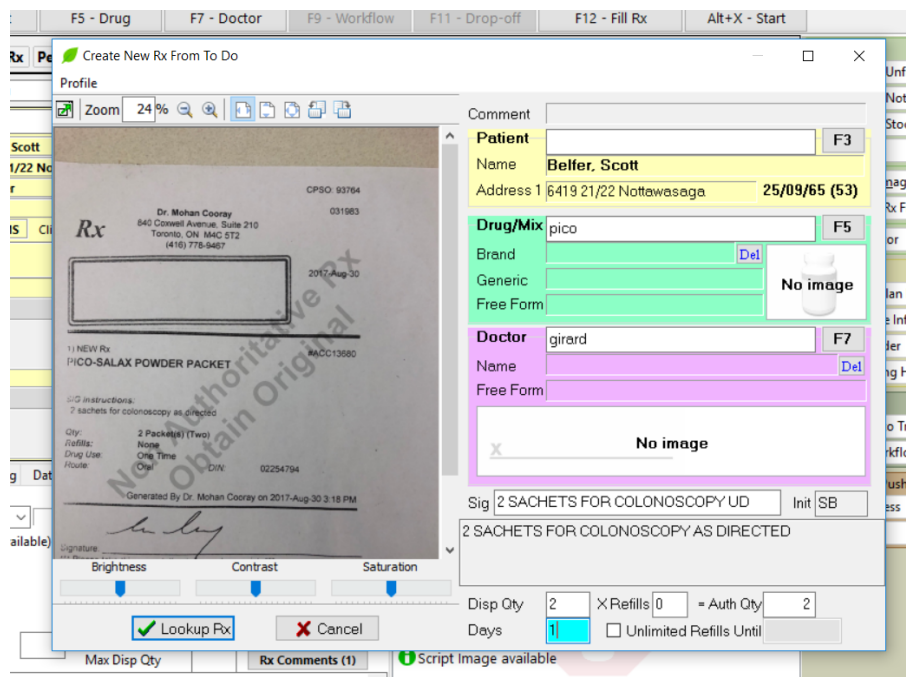 F5 - Drug
F7 - Doctor
F9 - Workflow
F11 - Drop-off
F12 - Fill Rx
Alt+X - Start
Rx
Pe
Scott
1/22 No
r
IS
Cli
g
Dat
ailable)
Create New Rx From To Do
Profile
Zoom 24 %
CPSO: 93764
Rx
Dr. Mohan Cooray
031983
840 Coxwell Avenue, Suite 210
Toronto, ON M4C 5T2
(416) 778-9467
2017-Aug-30
1) NEW Rx
#ACC13680
PICO-SALAX POWDER PACKET
SIG Instructions:
2 sachets for colonoscopy as directed
Qty: 2 Packet(s) (Two)
Refills: None
Drug Use: One Time
Route: Oral DIN: 02254794
Generated By Dr. Mohan Cooray on 2017-Aug-30 3:18 PM
Signature:
Not Authoritative Rx
Obtain Original
Brightness
Contrast
Saturation
Lookup Rx
Cancel
Comment
Patient
F3
Name Belfer, Scott
Address 1 6419 21/22 Nottawasaga 25/09/65 (53)
Drug/Mix pico F5
Brand Del
Generic
No image
Free Form
Doctor girard F7
Name Del
Free Form
X
No image
Sig 2 SACHETS FOR COLONOSCOPY UD Init SB
2 SACHETS FOR COLONOSCOPY AS DIRECTED
Disp Qty 2 X Refills 0 = Auth Qty 2
Days 1 Unlimited Refills Until
Max Disp Qty
Rx Comments (1)
Script Image available
Unf
Not
Sto
mag
Rx F
or
lan
e Inf
der
ng H
o Tr
rkflo
ush
ess